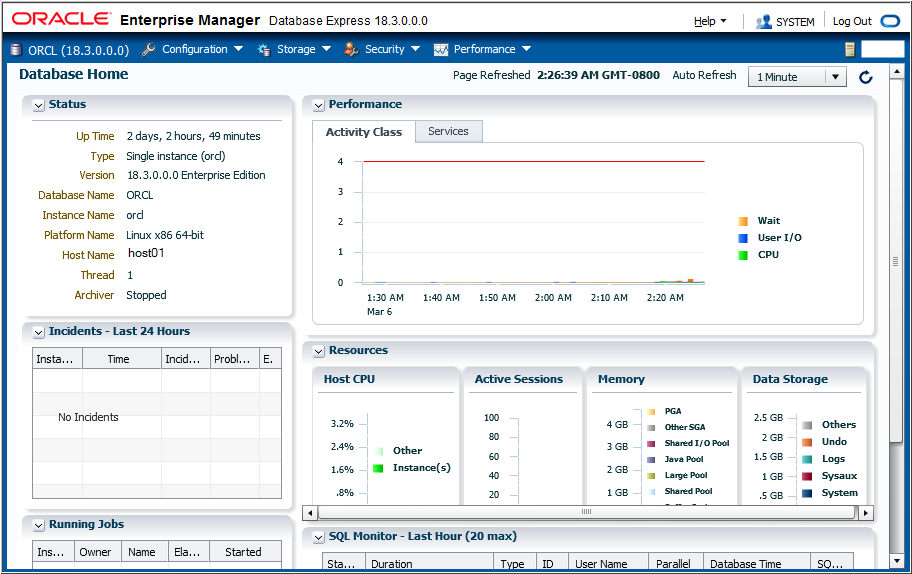 ORACLE Enterprise Manager Database Express 18.3.0.0.0
Help SYSTEM Log Out
ORCL (18.3.0.0.0) Configuration Storage Security Performance
Database Home
Page Refreshed 2:26:39 AM GMT-0800 Auto Refresh 1 Minute
Status
Up Time 2 days, 2 hours, 49 minutes
Type Single instance (orcl)
Version 18.3.0.0.0 Enterprise Edition
Database Name ORCL
Instance Name orcl
Platform Name Linux x86 64-bit
Host Name host01
Thread 1
Archiver Stopped
Incidents - Last 24 Hours
Insta... Time Incid... Probl... E.
No Incidents
Running Jobs
Ins... Owner Name Ela... Started
Performance
Activity Class Services
4
3
2
1
0
1:30 AM 1:40 AM 1:50 AM 2:00 AM 2:10 AM 2:20 AM
Mar 6
Wait
User I/O
CPU
Resources
Host CPU
3.2%
2.4%
1.6%
.8%
Other
Instance(s)
Active Sessions
100
80
60
40
20
Memory
4 GB
3 GB
2 GB
1 GB
PGA
Other SGA
Shared I/O Pool
Java Pool
Large Pool
Shared Pool
Data Storage
2.5 GB
2 GB
1.5 GB
1 GB
.5 GB
Others
Undo
Logs
Sysaux
System
SQL Monitor - Last Hour (20 max)
Sta... Duration Type ID User Name Parallel Database Time SQ...